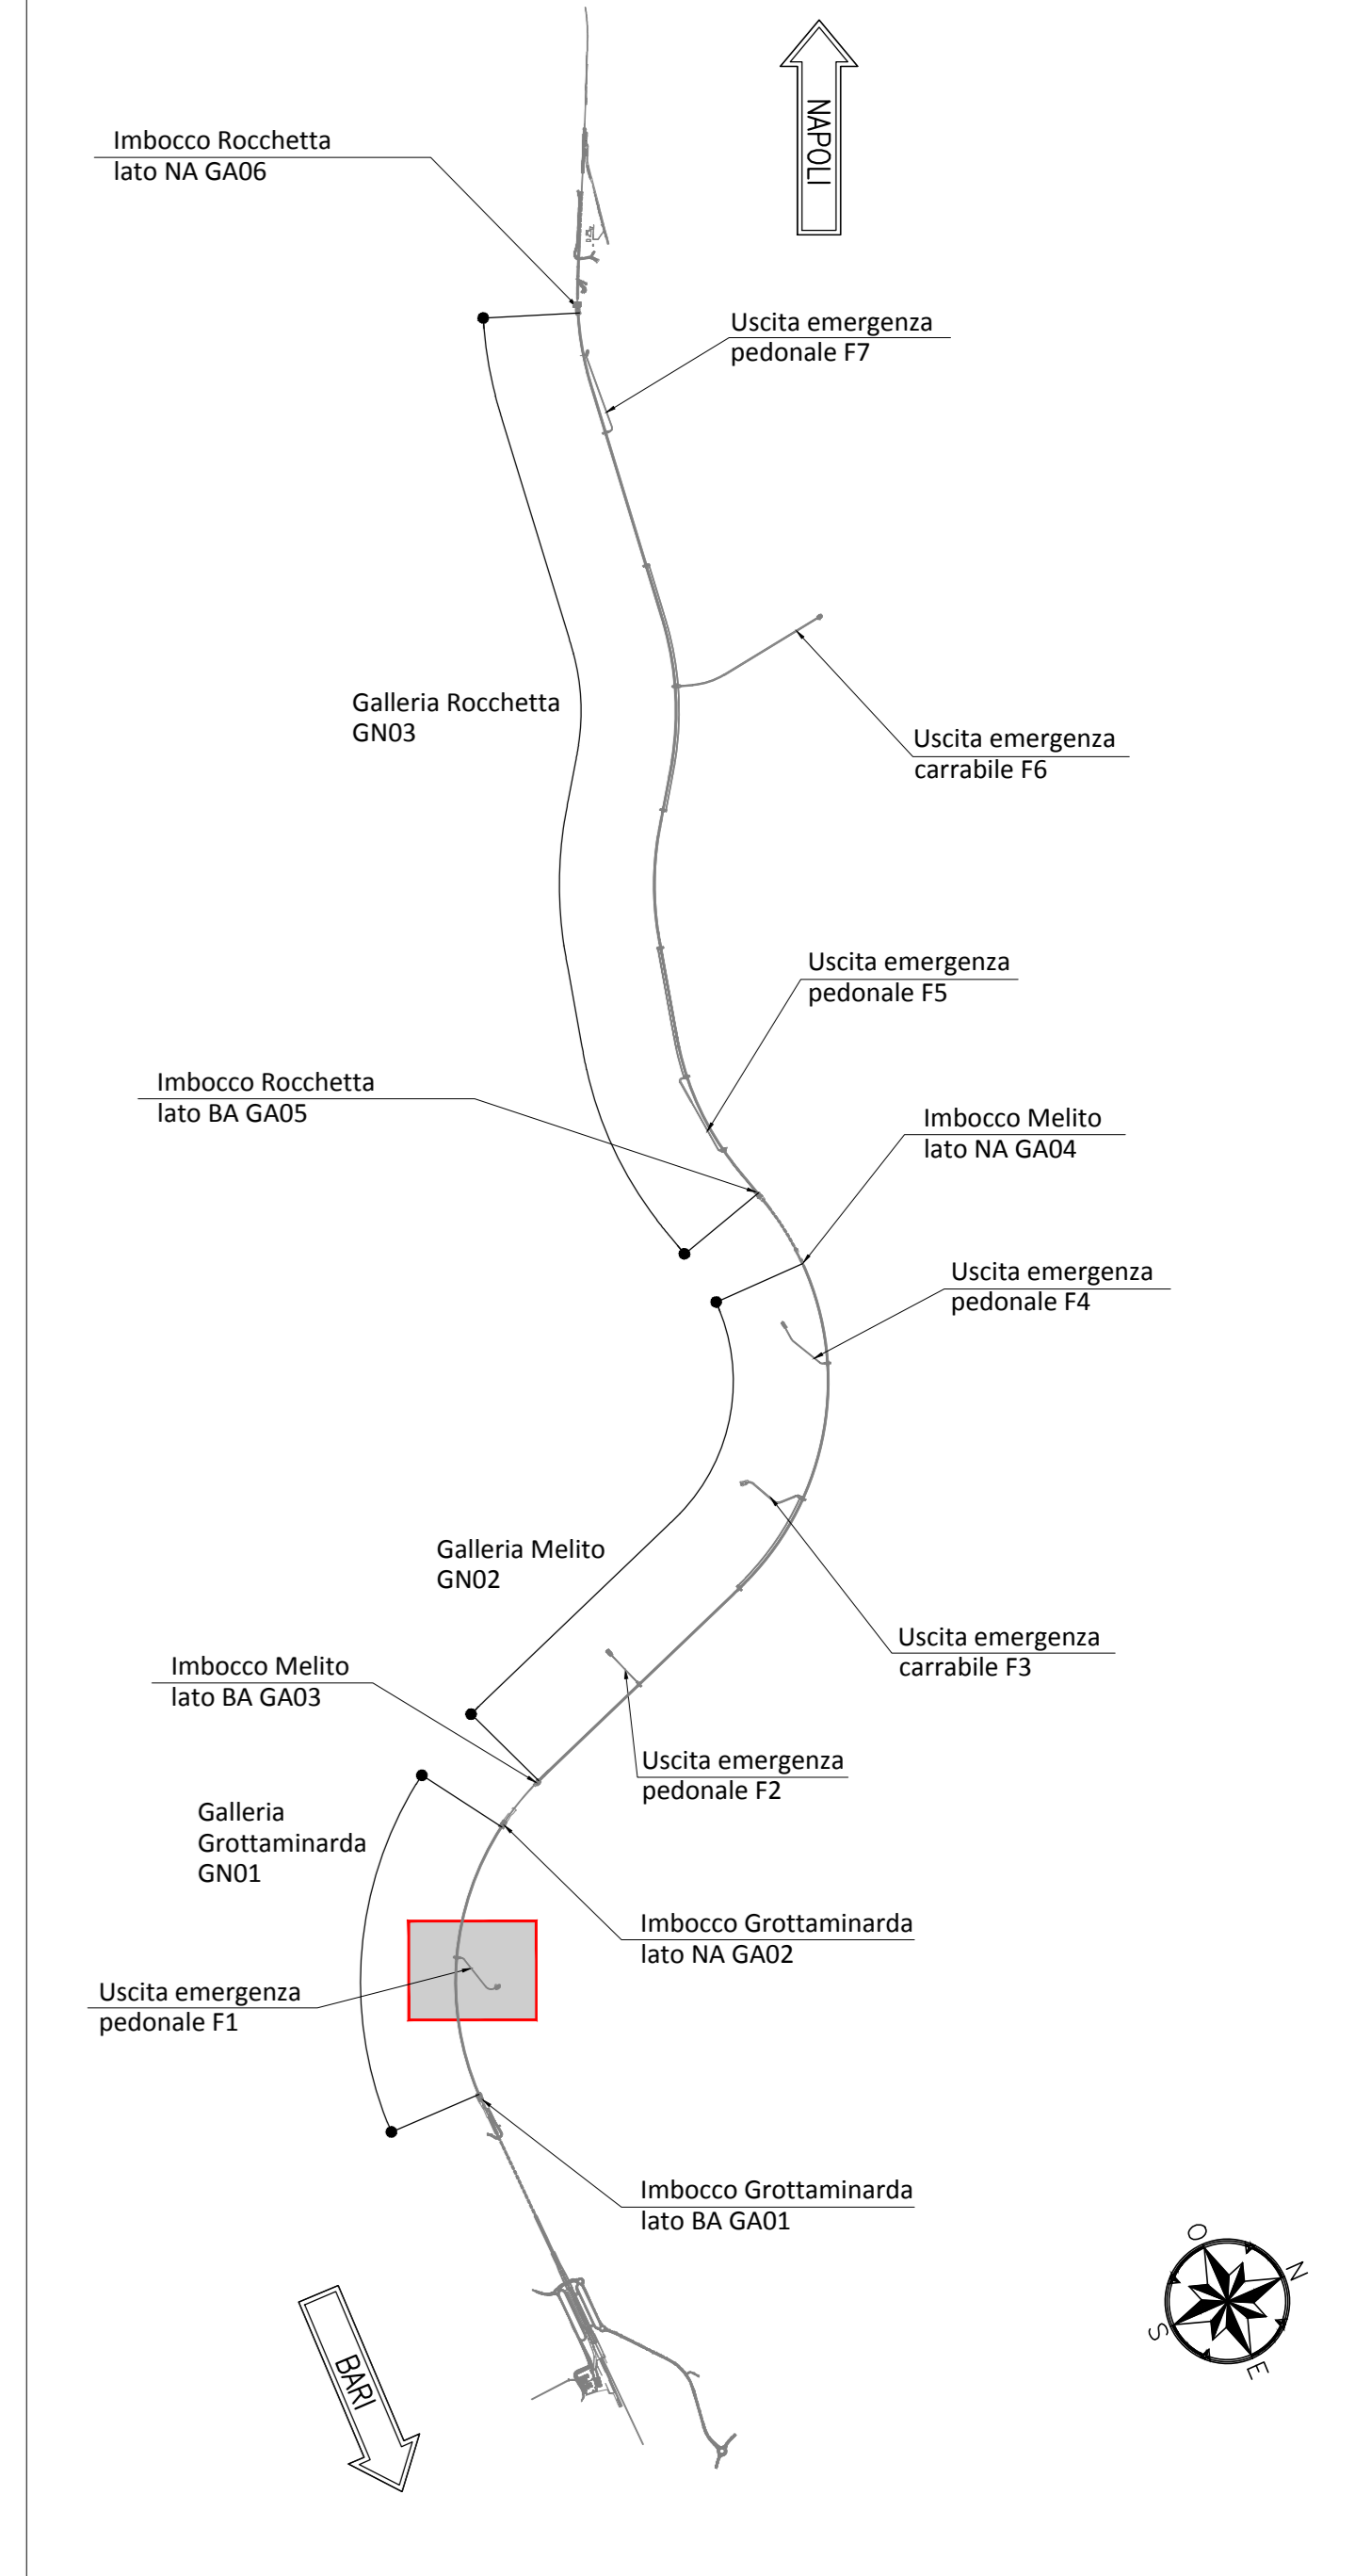 NAPOLI
Imbocco Rocchetta
lato NA GA06
Uscita emergenza
pedonale F7
Galleria Rocchetta
GN03
Uscita emergenza
carrabile F6
Uscita emergenza
pedonale F5
Imbocco Rocchetta
lato BA GA05
Imbocco Melito
lato NA GA04
Uscita emergenza
pedonale F4
Galleria Melito
GN02
Uscita emergenza
carrabile F3
Imbocco Melito
lato BA GA03
Uscita emergenza
pedonale F2
Galleria
Grottaminarda
GN01
Imbocco Grottaminarda
lato NA GA02
Uscita emergenza
pedonale F1
Imbocco Grottaminarda
lato BA GA01
O
N
S
E
BARI